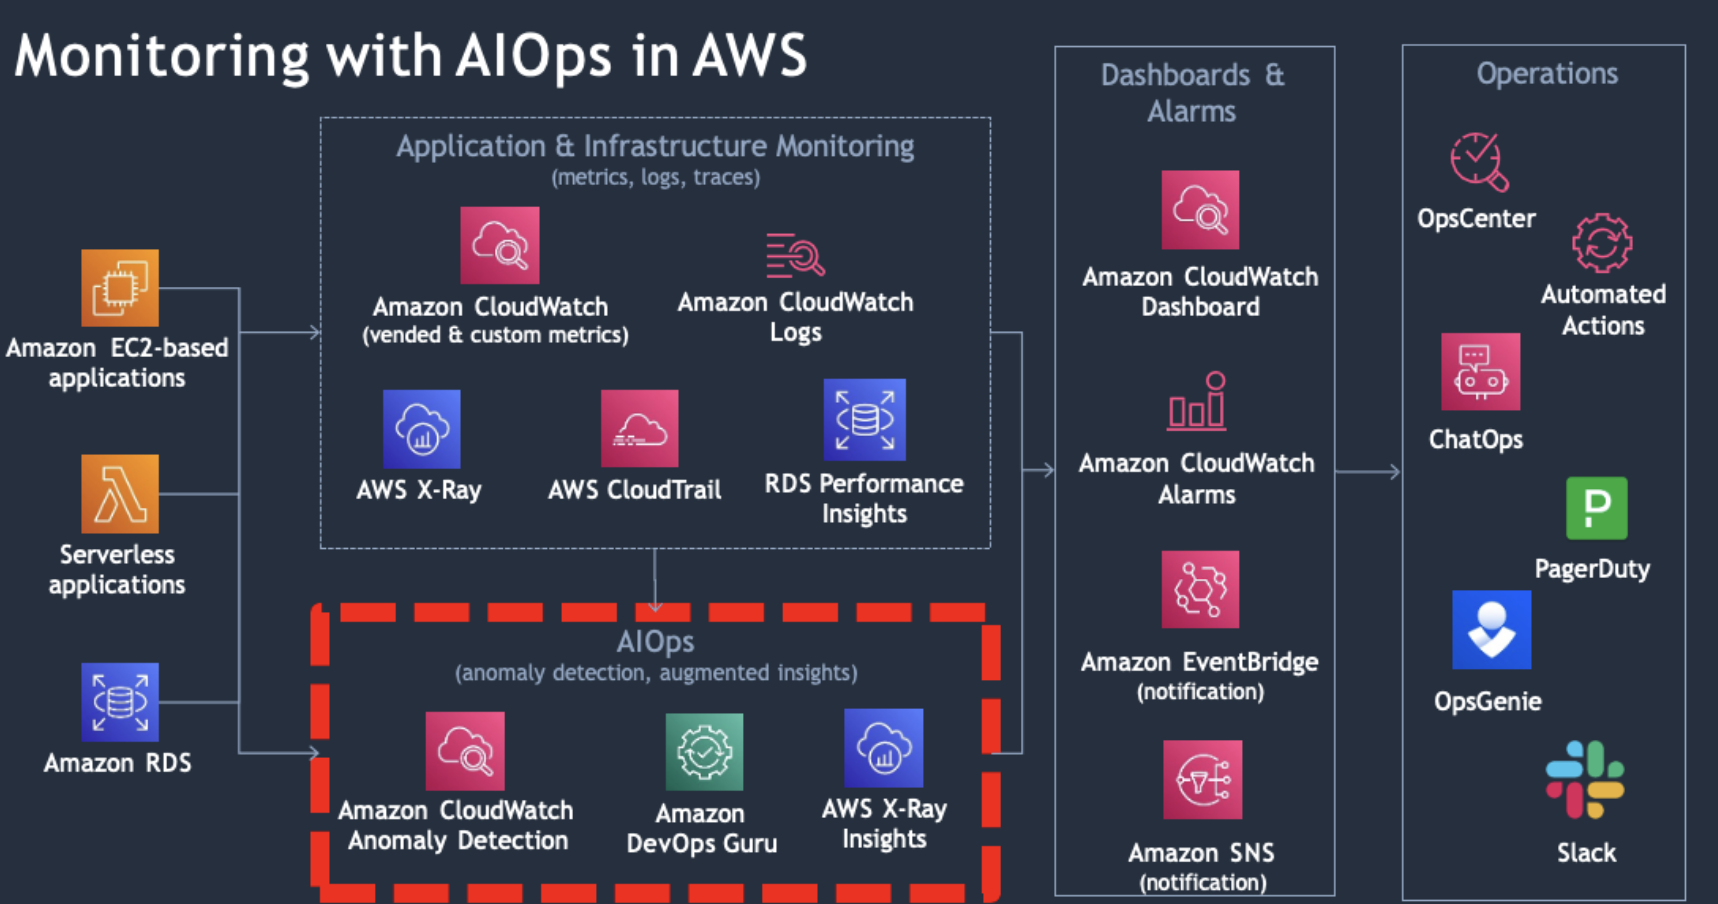 Monitoring with AIOps in AWS
Amazon EC2-based
applications
Serverless
applications
Amazon RDS
Application & Infrastructure Monitoring
(metrics, logs, traces)
Amazon CloudWatch
(vended & custom metrics)
Amazon CloudWatch
Logs
AWS X-Ray
AWS CloudTrail
RDS Performance
Insights
AIOps
(anomaly detection, augmented insights)
Amazon CloudWatch
Anomaly Detection
Amazon
DevOps Guru
AWS X-Ray
Insights
Dashboards &
Alarms
Amazon CloudWatch
Dashboard
Amazon CloudWatch
Alarms
Amazon EventBridge
(notification)
Amazon SNS
(notification)
Operations
OpsCenter
Automated
Actions
ChatOps
P
PagerDuty
OpsGenie
Slack